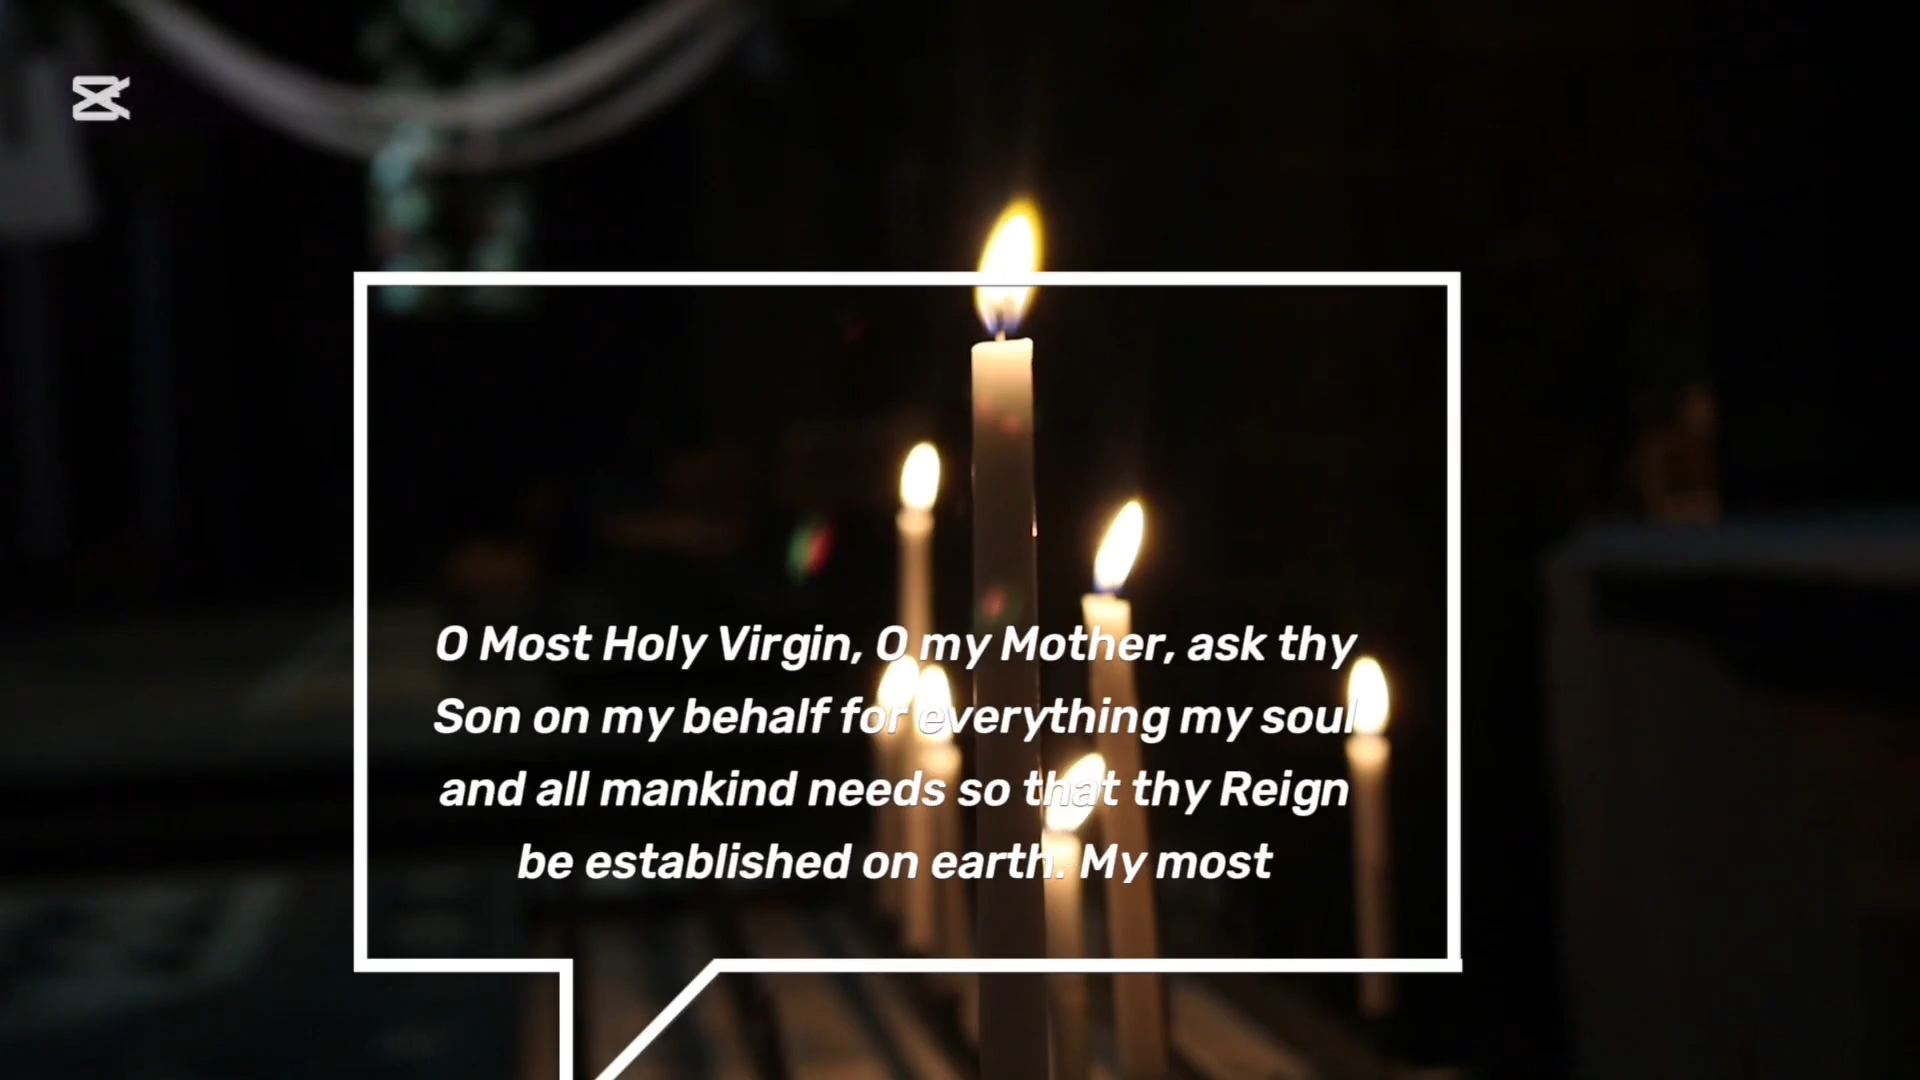 O Most Holy Virgin, O my Mother, ask thy
Son on my behalf for everything my soul
and all mankind needs so that thy Reign
be established on earth. My most